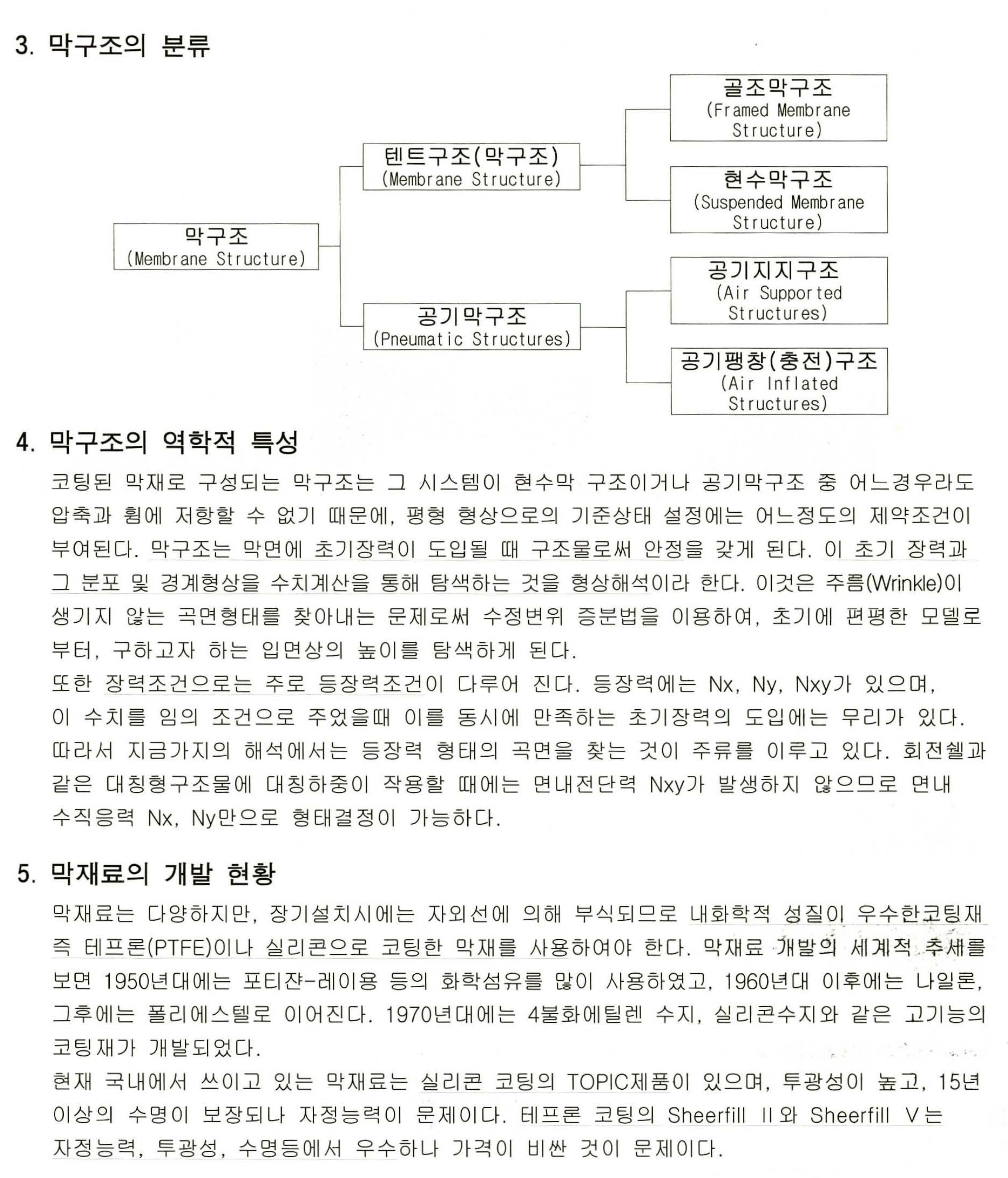 3. 막구조의 분류
골조막구조
(Framed Membrane
Structure)
텐트구조(막구조)
(Membrane Structure)
현수막구조
(Suspended Membrane
Structure)
막구조
(Membrane Structure)
공기지지구조
(Air Supported
Structures)
공기막구조
(Pneumatic Structures)
공기팽창(충전)구조
(Air Inflated
Structures)
4. 막구조의 역학적 특성
코팅된 막재로 구성되는 막구조는 그 시스템이 현수막 구조이거나 공기막구조 중 어느경우라도
압축과 휨에 저항할 수 없기 때문에, 평형 형상으로의 기준상태 설정에는 어느정도의 제약조건이
부여된다. 막구조는 막면에 초기장력이 도입될 때 구조물로써 안정을 갖게 된다. 이 초기 장력과
그 분포 및 경계형상을 수치계산을 통해 탐색하는 것을 형상해석이라 한다. 이것은 주름(Wrinkle)이
생기지 않는 곡면형태를 찾아내는 문제로써 수정변위 증분법을 이용하여, 초기에 편평한 모델로
부터, 구하고자 하는 입면상의 높이를 탐색하게 된다.
또한 장력조건으로는 주로 등장력조건이 다루어 진다. 등장력에는 Nx, Ny, Nxy가 있으며,
이 수치를 임의 조건으로 주었을때 이를 동시에 만족하는 초기장력의 도입에는 무리가 있다.
따라서 지금가지의 해석에서는 등장력 형태의 곡면을 찾는 것이 주류를 이루고 있다. 회전쉘과
같은 대칭형구조물에 대칭하중이 작용할 때에는 면내전단력 Nxy가 발생하지 않으므로 면내
수직응력 Nx, Ny만으로 형태결정이 가능하다.
5. 막재료의 개발 현황
막재료는 다양하지만, 장기설치시에는 자외선에 의해 부식되므로 내화학적 성질이 우수한코팅재
즉 테프론(PTFE)이나 실리콘으로 코팅한 막재를 사용하여야 한다. 막재료 개발의 세계적 추세를
보면 1950년대에는 포티쟌-레이용 등의 화학섬유를 많이 사용하였고, 1960년대 이후에는 나일론,
그후에는 폴리에스텔로 이어진다. 1970년대에는 4불화에틸렌 수지, 실리콘수지와 같은 고기능의
코팅재가 개발되었다.
현재 국내에서 쓰이고 있는 막재료는 실리콘 코팅의 TOPIC제품이 있으며, 투광성이 높고, 15년
이상의 수명이 보장되나 자정능력이 문제이다. 테프론 코팅의 Sheerfill Ⅱ와 Sheerfill Ⅴ는
자정능력, 투광성, 수명등에서 우수하나 가격이 비싼 것이 문제이다.